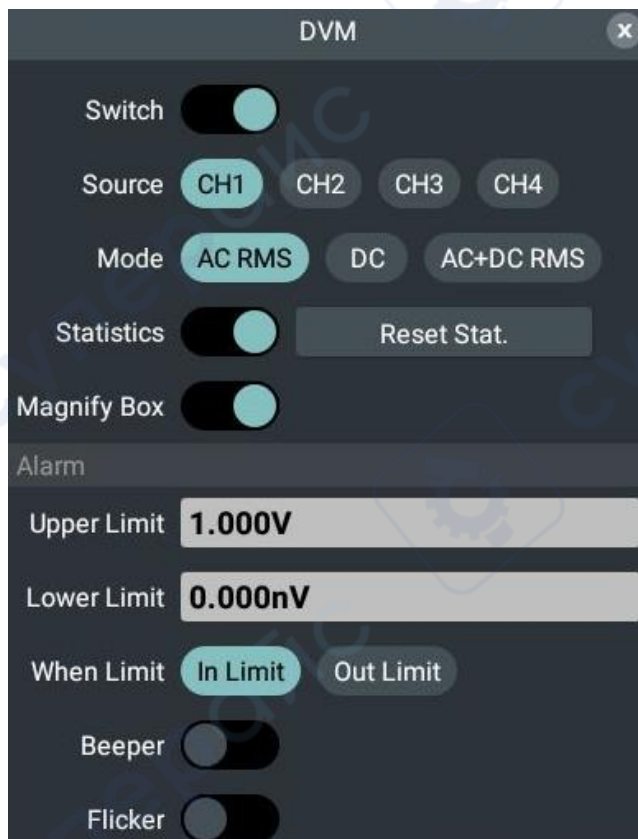 DVM
x
Switch
Source CH1 CH2 CH3 CH4
Mode AC RMS DC AC+DC RMS
Statistics Reset Stat.
Magnify Box
Alarm
Upper Limit 1.000V
Lower Limit 0.000nV
When Limit In Limit Out Limit
Beeper
Flicker